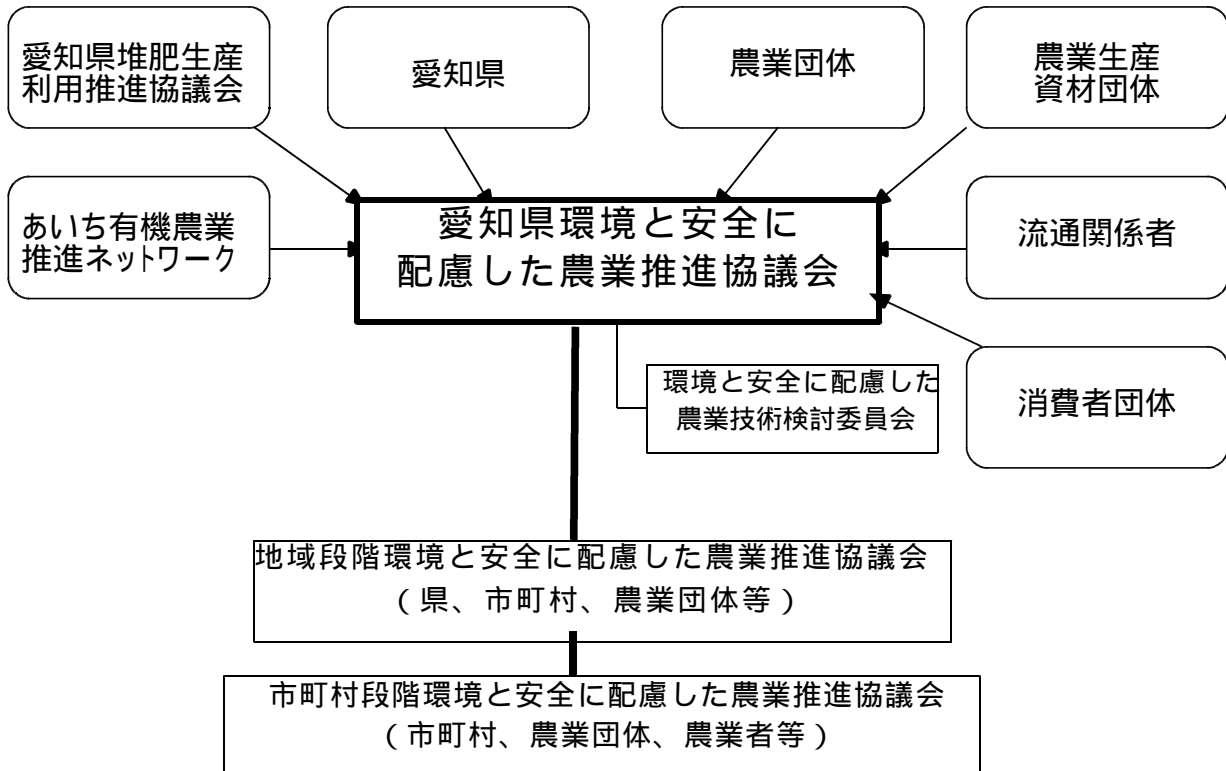 愛知県堆肥生産
利用推進協議会
愛知県
農業団体
農業生産
資材団体
あいち有機農業
推進ネットワーク
愛知県環境と安全に
配慮した農業推進協議会
流通関係者
環境と安全に配慮した
農業技術検討委員会
消費者団体
地域段階環境と安全に配慮した農業推進協議会
（県、市町村、農業団体等）
市町村段階環境と安全に配慮した農業推進協議会
（市町村、農業団体、農業者等）